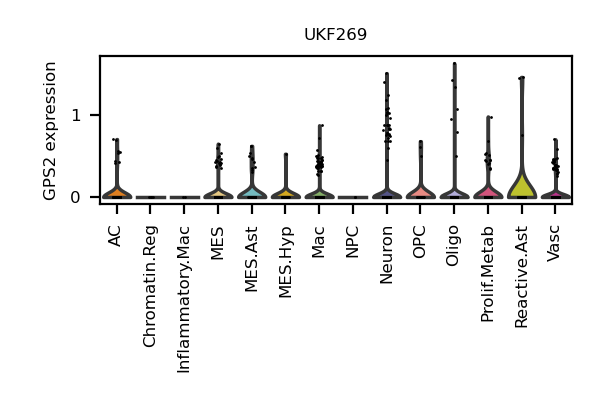 UKF269
GPS2 expression
1
0
AC
Chromatin.Reg
Inflammatory.Mac
MES
MES.Ast
MES.Hyp
Mac
NPC
Neuron
OPC
Oligo
Prolif.Metab
Reactive.Ast
Vasc